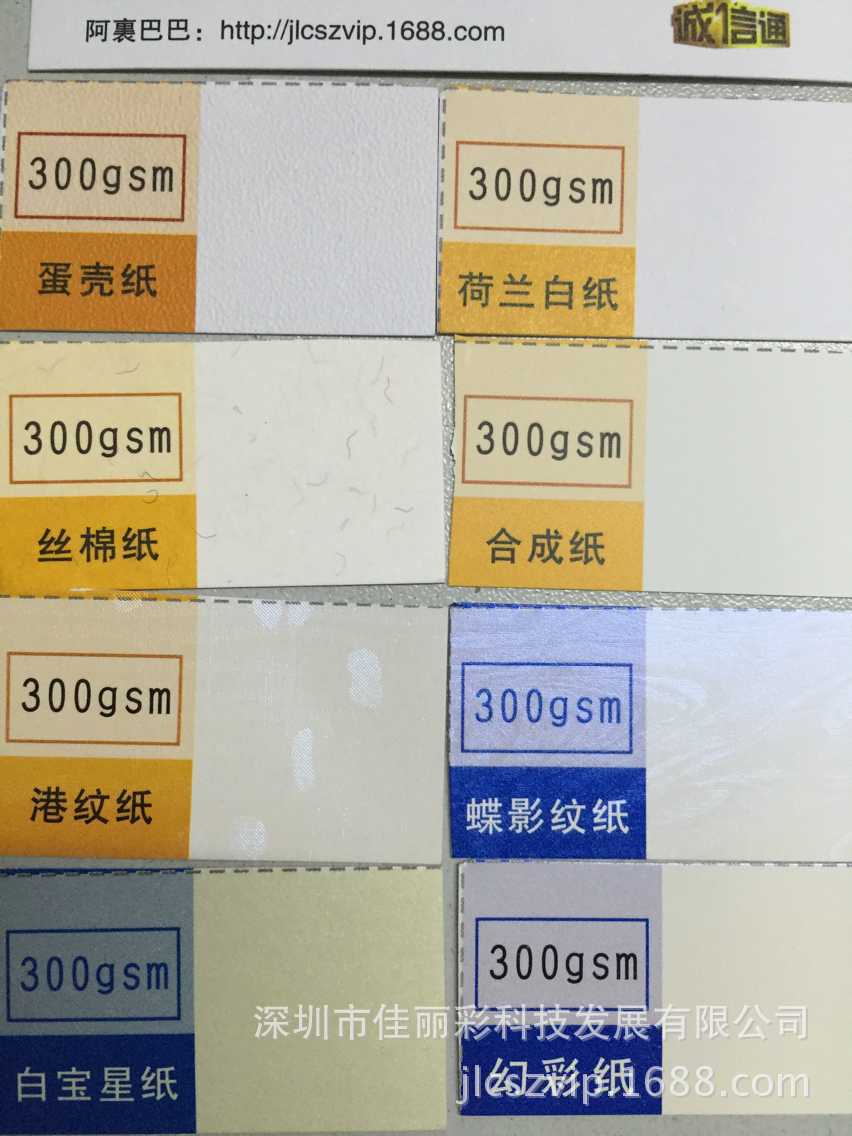 阿裏巴巴：http://jlcszvip.1688.com
诚信通
300gsm
蛋壳纸
300gsm
荷兰白纸
300gsm
丝棉纸
300gsm
合成纸
300gsm
港纹纸
300gsm
蝶影纹纸
300gsm
白宝星纸
300gsm
幻彩纸
深圳市佳丽彩科技发展有限公司
jlcszvip.1688.com